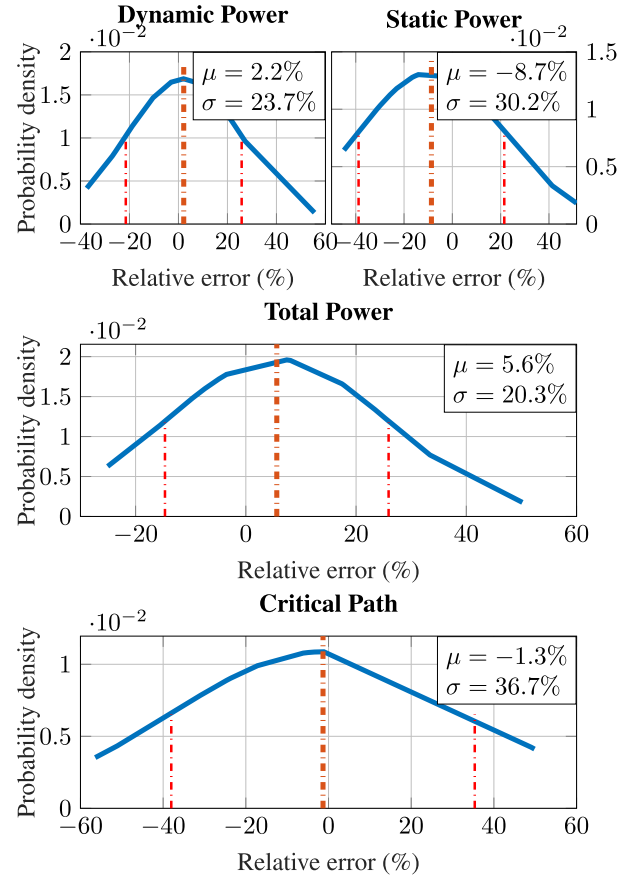 Dynamic Power
Static Power
·10⁻²
·10⁻²
Probability density
2
1.5
1
0.5
0
μ = 2.2%
σ = 23.7%
−40 −20 0 20 40 60
Relative error (%)
μ = −8.7%
σ = 30.2%
1.5
1
0.5
0
−40 −20 0 20 40
Relative error (%)
Total Power
·10⁻²
Probability density
2
1.5
1
0.5
0
μ = 5.6%
σ = 20.3%
−20 0 20 40 60
Relative error (%)
Critical Path
·10⁻²
Probability density
1
0.5
0
μ = −1.3%
σ = 36.7%
−60 −40 −20 0 20 40 60
Relative error (%)